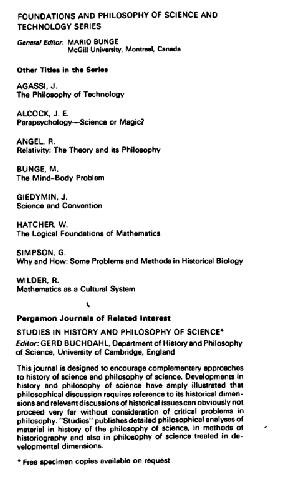 FOUNDATIONS AND PHILOSOPHY OF SCIENCE AND
TECHNOLOGY SERIES
General Editor: MARIO BUNGE
McGill University, Montreal, Canada
Other Titles in the Series
AGASSI, J.
The Philosophy of Technology
ALCOCK, J. E.
Parapsychology—Science or Magic?
ANGEL, R.
Relativity: The Theory and its Philosophy
BUNGE, M.
The Mind-Body Problem
GIEDYMIN, J.
Science and Convention
HATCHER, W.
The Logical Foundations of Mathematics
SIMPSON, G.
Why and How: Some Problems and Methods in Historical Biology
WILDER, R.
Mathematics as a Cultural System
Pergamon Journals of Related Interest
STUDIES IN HISTORY AND PHILOSOPHY OF SCIENCE*
Editor: GERD BUCHDAHL, Department of History and Philosophy
of Science, University of Cambridge, England
This journal is designed to encourage complementary approaches
to history of science and philosophy of science. Developments in
history and philosophy of science have amply illustrated that
philosophical discussion requires reference to its historical dimen-
sions and relevant discussions of historical issues can obviously not
proceed very far without consideration of critical problems in
philosophy. "Studies" publishes detailed philosophical analyses of
material in history of the philosophy of science, in methods of
historiography and also in philosophy of science treated in de-
velopmental dimensions.
* Free specimen copies available on request